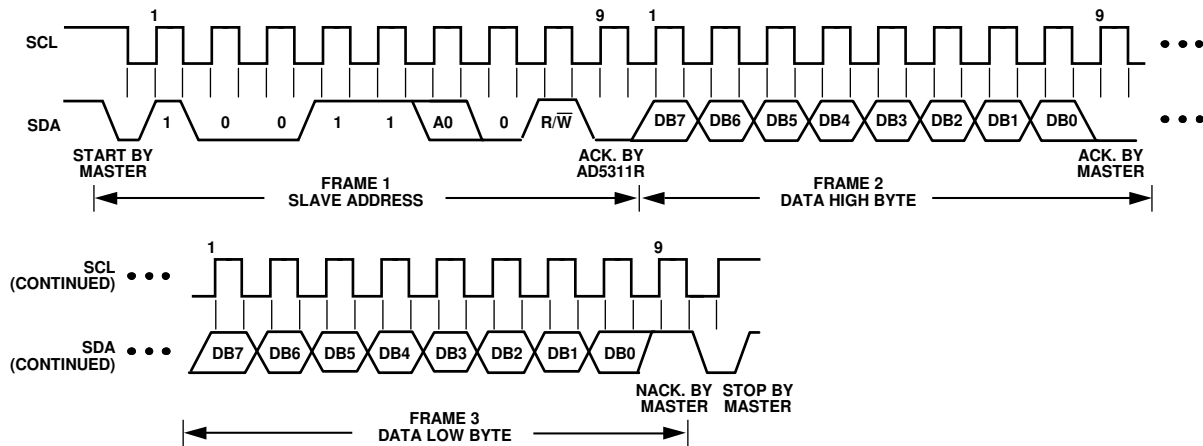 1 9 1 9
SCL
SDA 1 0 0 1 1 A0 0 R/W̅ DB7 DB6 DB5 DB4 DB3 DB2 DB1 DB0
START BY
MASTER
ACK. BY
AD5311R
ACK. BY
MASTER
FRAME 1
SLAVE ADDRESS
FRAME 2
DATA HIGH BYTE
1 9
SCL
(CONTINUED)
SDA
(CONTINUED)
DB7 DB6 DB5 DB4 DB3 DB2 DB1 DB0
NACK. BY
MASTER
STOP BY
MASTER
FRAME 3
DATA LOW BYTE